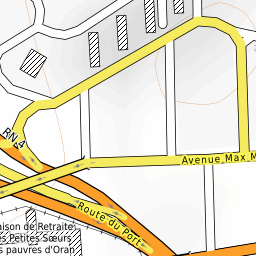 RN 4
Avenue Max M
Route du Port
aison de Retraite
es Petites Sœurs
s pauvres d'Oran